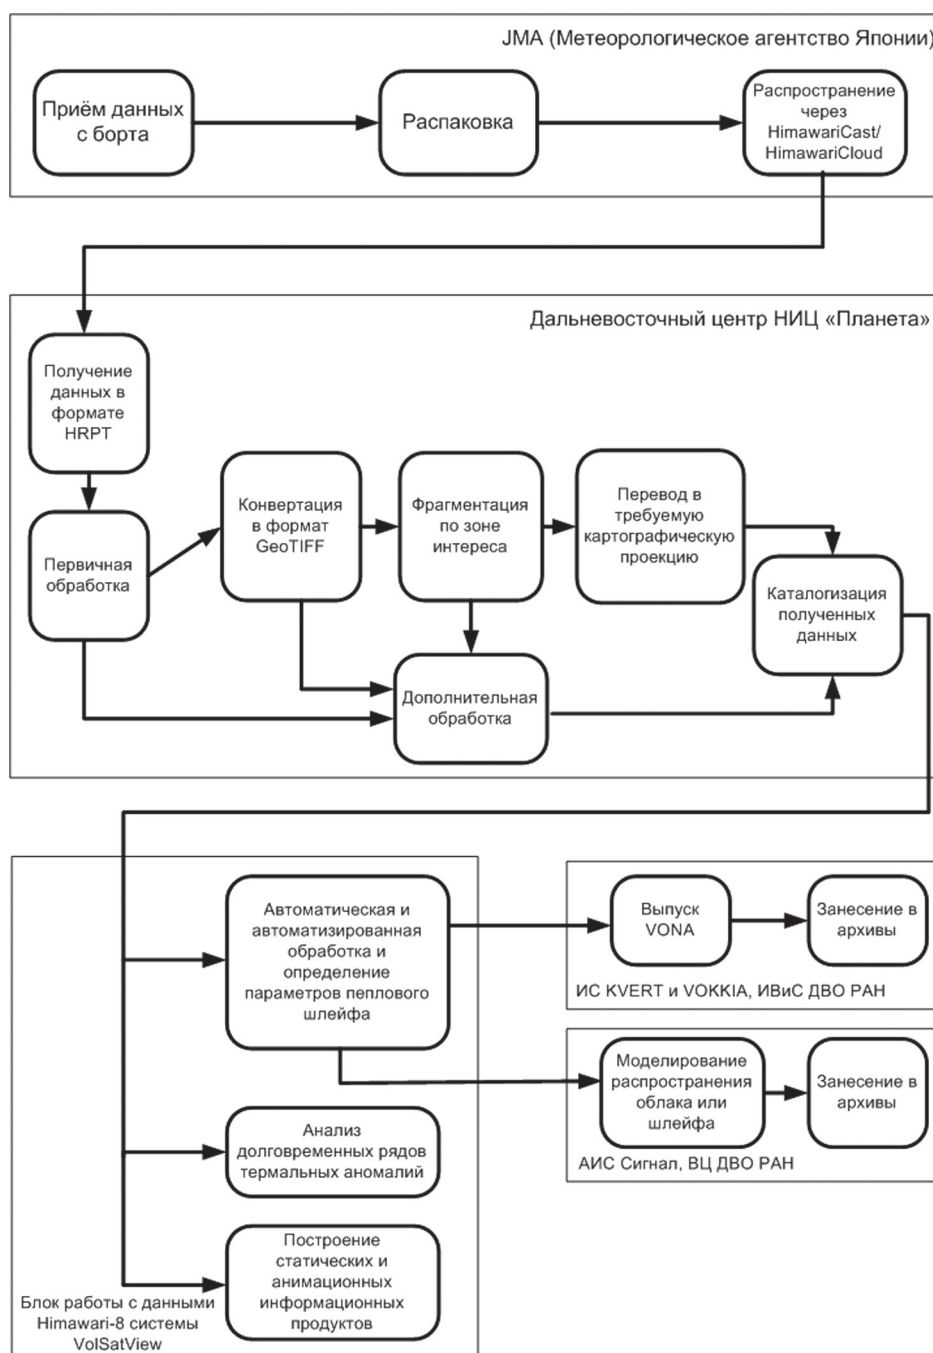 JMA (Метеорологическое агентство Японии)
Приём данных
с борта
Распаковка
Распространение
через
HimawariCast/
HimawariCloud
Дальневосточный центр НИЦ «Планета»
Получение
данных в
формате
HRPT
Первичная
обработка
Конвертация
в формат
GeoTIFF
Фрагментация
по зоне
интереса
Перевод в
требуемую
картографическую
проекцию
Каталогизация
полученных
данных
Дополнительная
обработка
Автоматическая и
автоматизированная
обработка и
определение
параметров пеплового
шлейфа
Анализ
долговременных рядов
термальных аномалий
Построение
статических и
анимационных
информационных
продуктов
Блок работы с данными
Himawari-8 системы
VolSatView
Выпуск
VONA
Занесение в
архивы
ИС KVERT и VOKKIA, ИВиС ДВО РАН
Моделирование
распространения
облака или
шлейфа
Занесение в
архивы
АИС Сигнал, ВЦ ДВО РАН